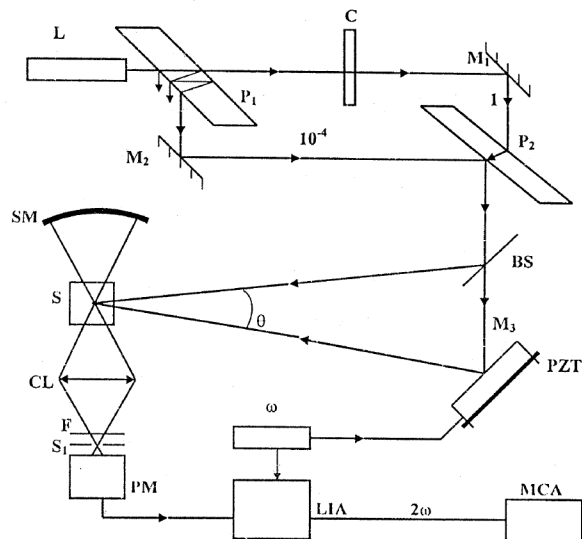 L
C
M1
P1
1
M2
10-4
P2
SM
BS
S
θ
M3
PZT
CL
ω
F
S1
PM
LIA
2ω
MCA